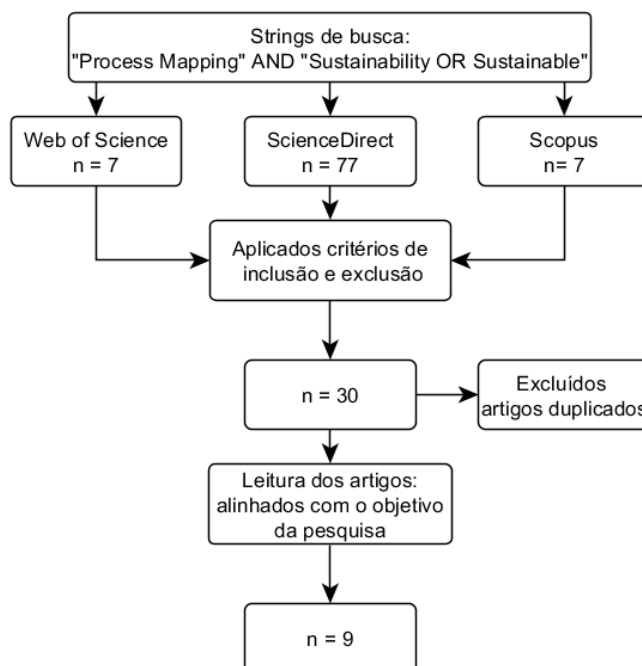 Strings de busca:
"Process Mapping" AND "Sustainability OR Sustainable"
Web of Science
n = 7
ScienceDirect
n = 77
Scopus
n= 7
Aplicados critérios de
inclusão e exclusão
n = 30
Excluídos
artigos duplicados
Leitura dos artigos:
alinhados com o objetivo
da pesquisa
n = 9